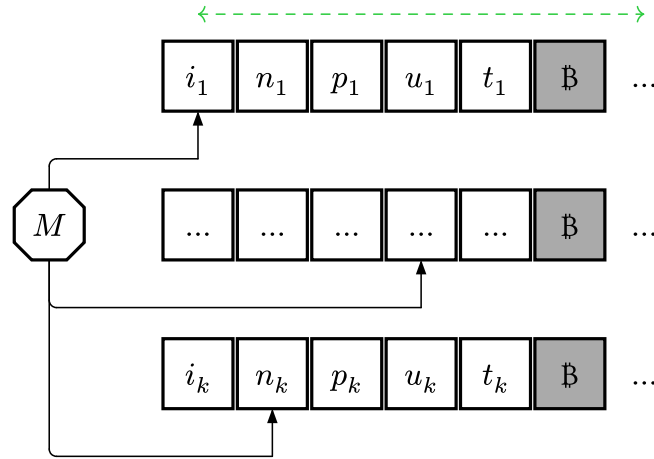 i₁ n₁ p₁ u₁ t₁ ₿ ...
M ... ... ... ... ... ₿ ...
iₖ nₖ pₖ uₖ tₖ ₿ ...